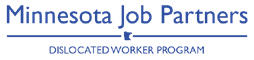 Minnesota Job Partners
DISLOCATED WORKER PROGRAM